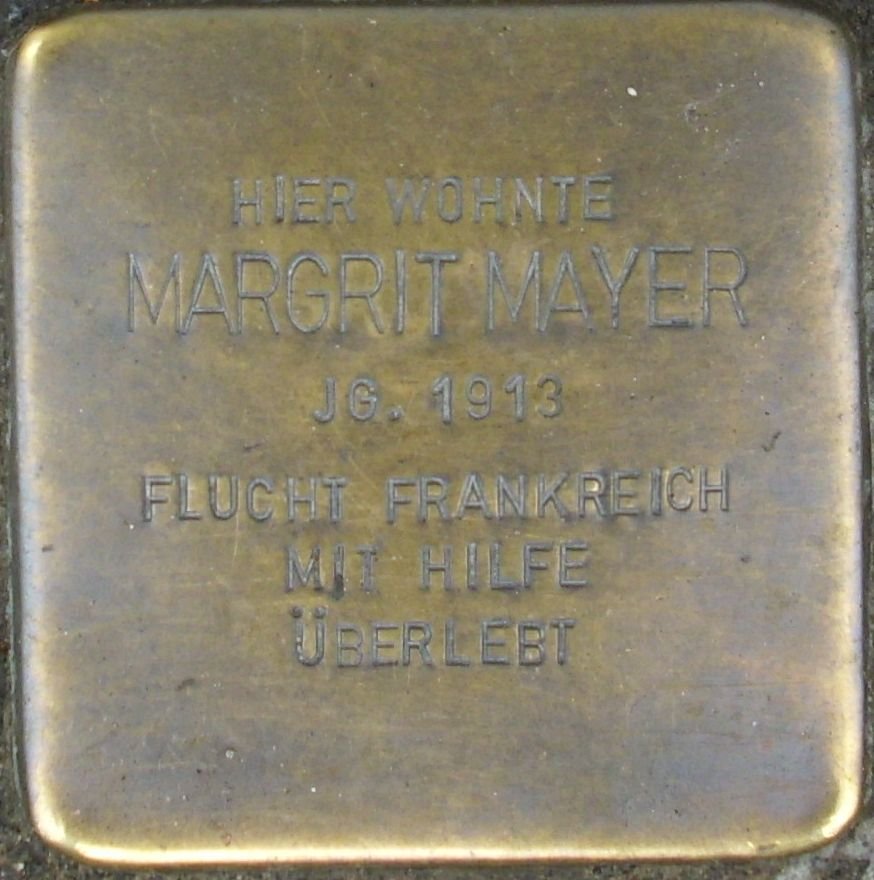 HIER WOHNTE
MARGRIT MAYER
JG. 1913
FLUCHT FRANKREICH
MIT HILFE
ÜBERLEBT